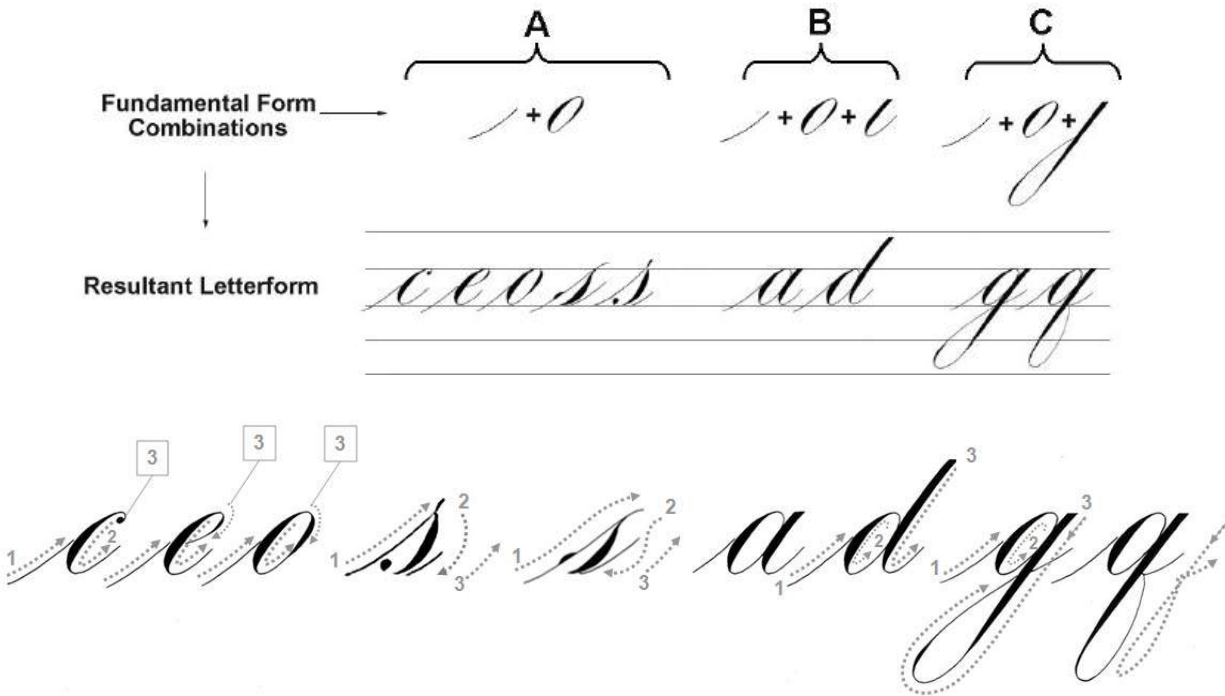 A B C
Fundamental Form
Combinations
+ + + + +
Resultant Letterform
c e o s s a d g q
3 3 3
1 2 1 2 3 1 2 3 1 2 3 1 2 3
c e o s s a d g q